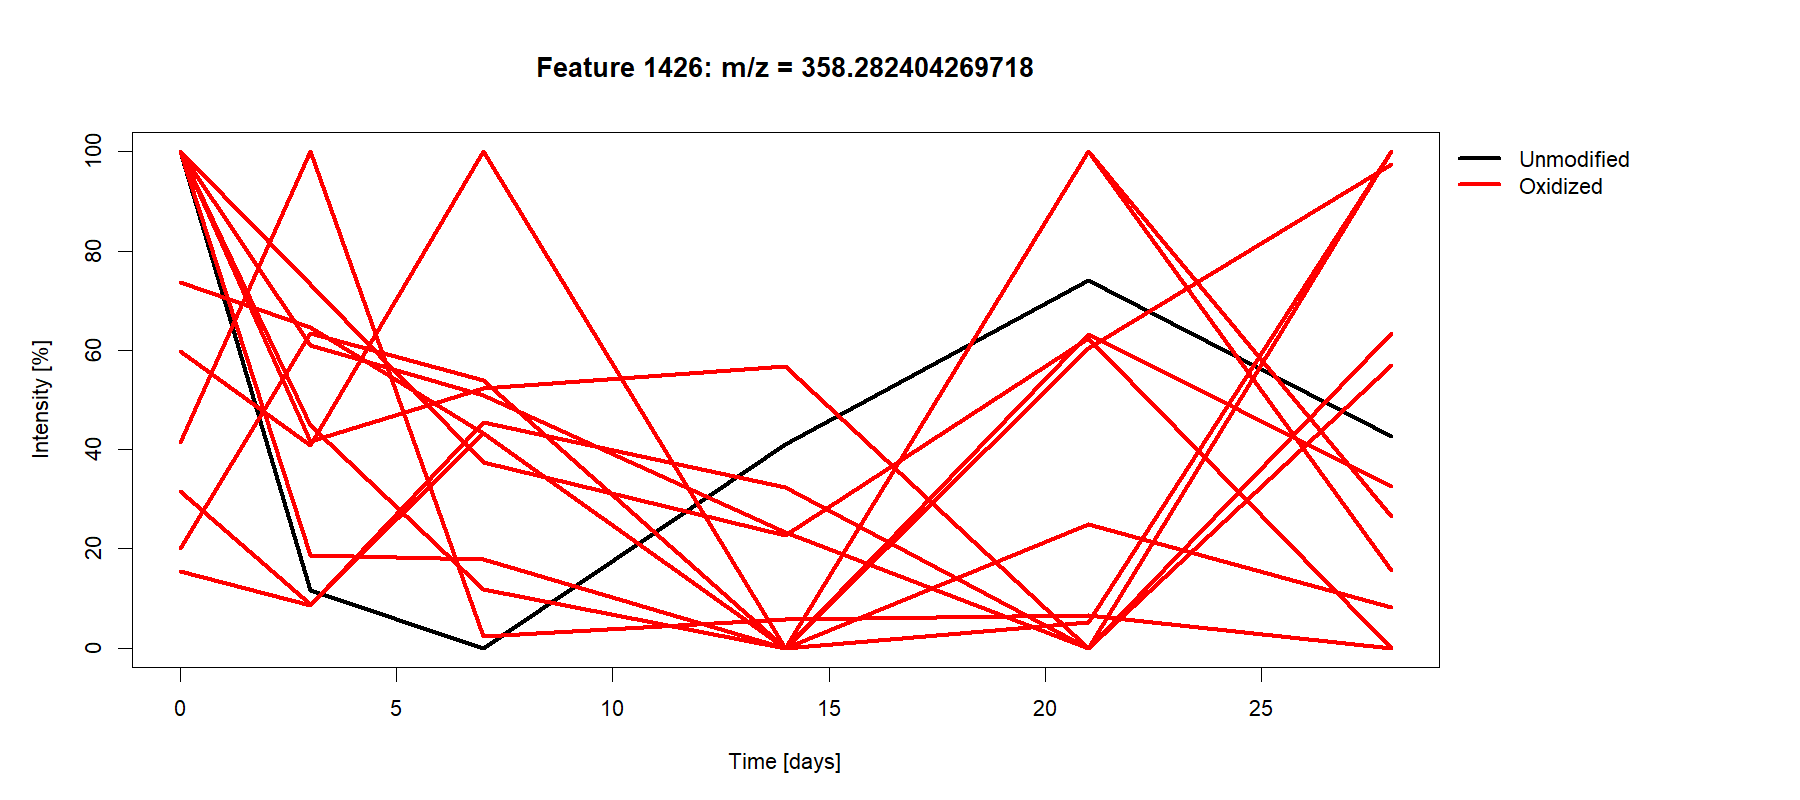 Feature 1426: m/z = 358.282404269718
Unmodified
Oxidized
Intensity [%]
100
80
60
40
20
0
0 5 10 15 20 25
Time [days]